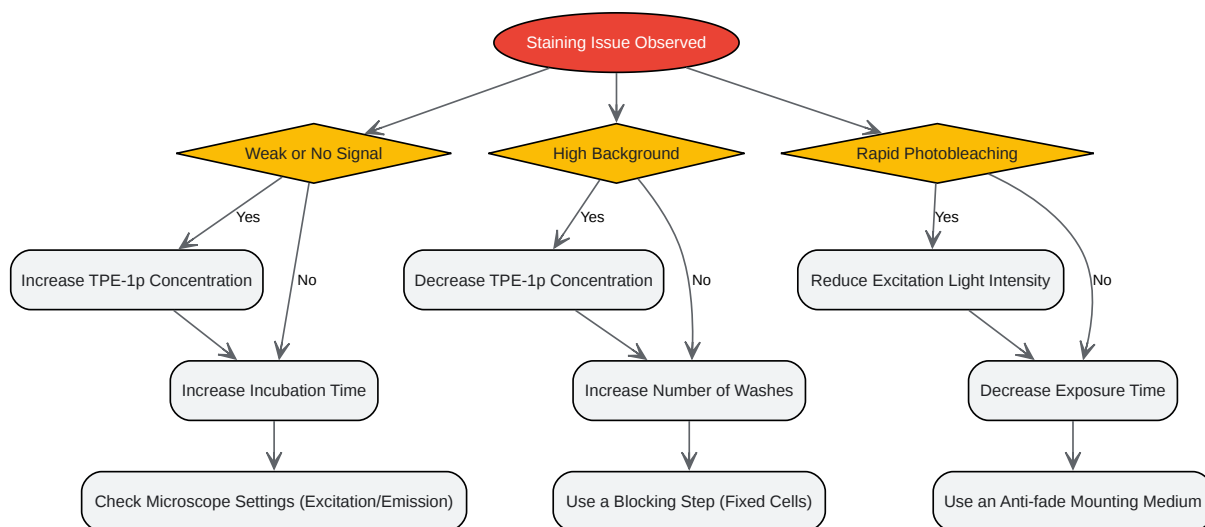 Staining Issue Observed
Weak or No Signal
High Background
Rapid Photobleaching
Yes
Yes
Yes
Increase TPE-1p Concentration
No
Decrease TPE-1p Concentration
No
Reduce Excitation Light Intensity
No
Increase Incubation Time
Increase Number of Washes
Decrease Exposure Time
Check Microscope Settings (Excitation/Emission)
Use a Blocking Step (Fixed Cells)
Use an Anti-fade Mounting Medium